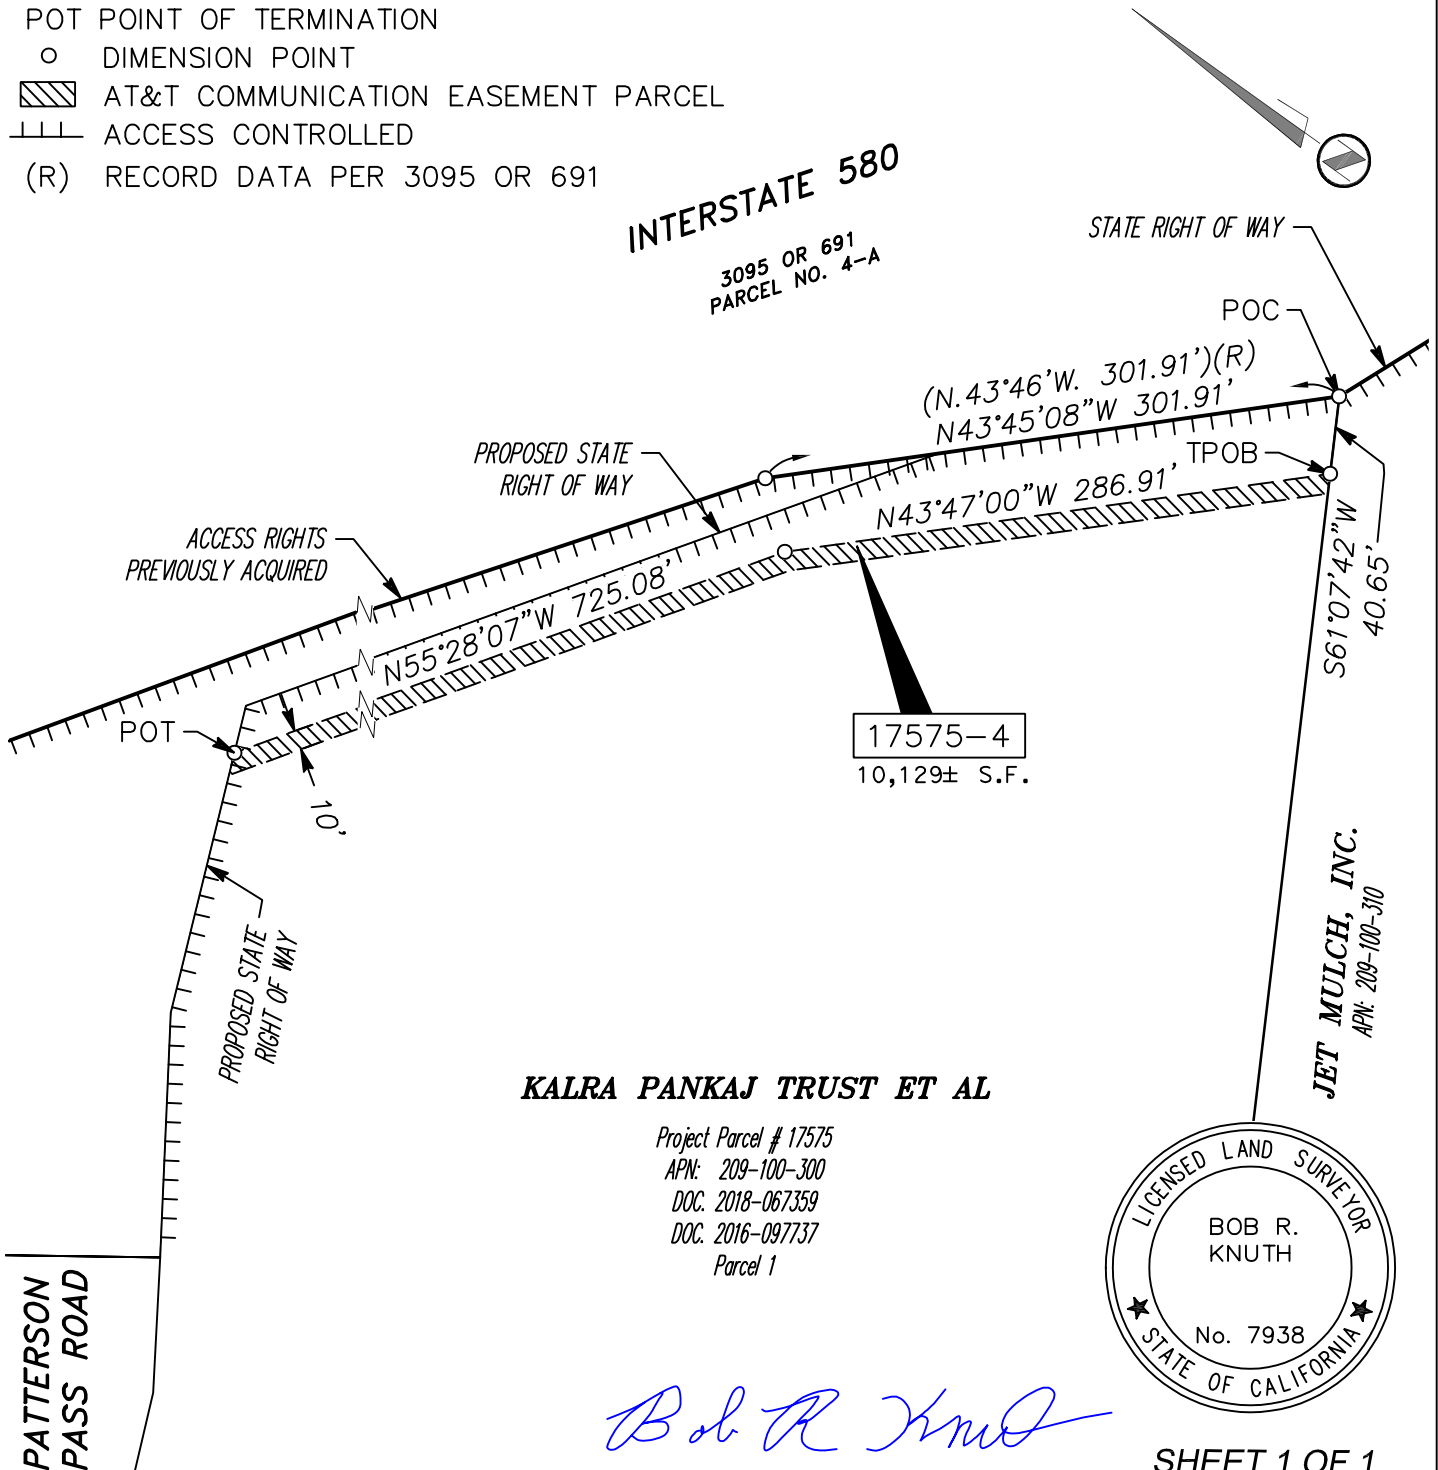 POT POINT OF TERMINATION
DIMENSION POINT
AT&T COMMUNICATION EASEMENT PARCEL
ACCESS CONTROLLED
(R) RECORD DATA PER 3095 OR 691
INTERSTATE 580
3095 OR 691
PARCEL NO. 4-A
STATE RIGHT OF WAY
POC
(N.43°46'W. 301.91')(R)
N43°45'08"W 301.91'
TPOB
PROPOSED STATE
RIGHT OF WAY
N43°47'00"W 286.91'
ACCESS RIGHTS
PREVIOUSLY ACQUIRED
N55°28'07"W 725.08'
S61°07'42"W
40.65'
POT
10'
17575-4
10,129± S.F.
PROPOSED STATE
RIGHT OF WAY
JET MULCH, INC.
APN: 209-100-310
KALRA PANKAJ TRUST ET AL
Project Parcel # 17575
APN: 209-100-300
DOC. 2018-067359
DOC. 2016-097737
Parcel 1
LICENSED LAND SURVEYOR
BOB R.
KNUTH
No. 7938
STATE OF CALIFORNIA
PATTERSON
PASS ROAD
Bob R Knuth
SHEET 1 OF 1